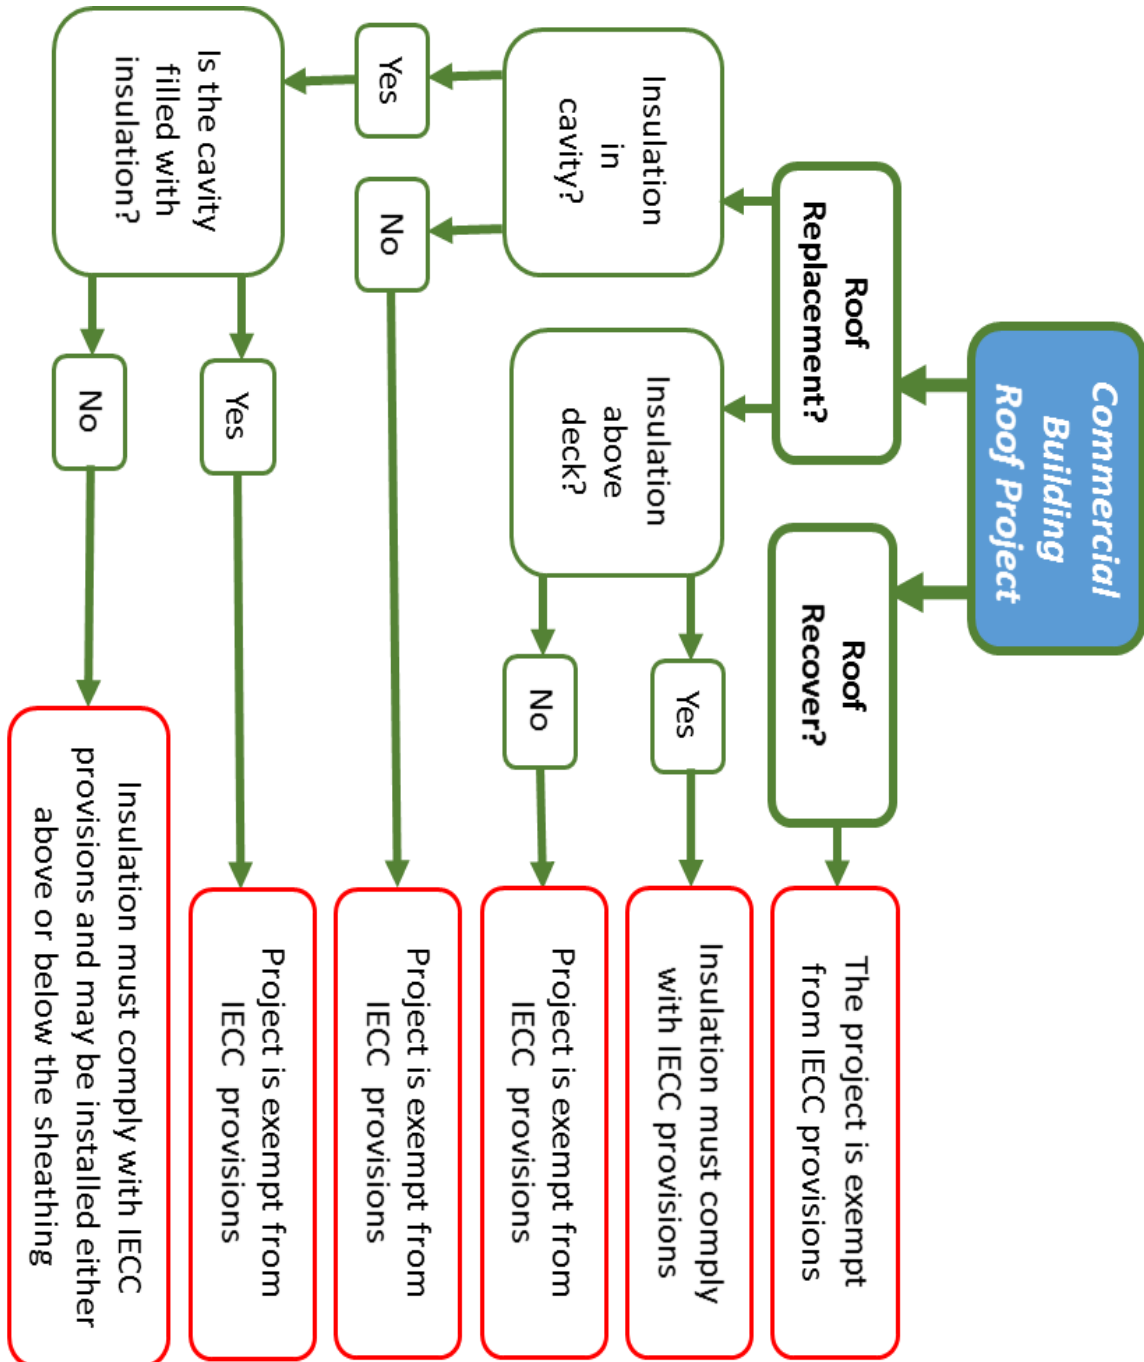 Commercial
Building
Roof Project
Roof
Replacement?
Roof
Recover?
Insulation
in
cavity?
Insulation
above
deck?
Yes
No
Is the cavity
filled with
insulation?
Yes
No
Yes
No
The project is exempt
from IECC provisions
Insulation must comply
with IECC provisions
Project is exempt from
IECC provisions
Project is exempt from
IECC provisions
Project is exempt from
IECC provisions
Insulation must comply with IECC
provisions and may be installed either
above or below the sheathing